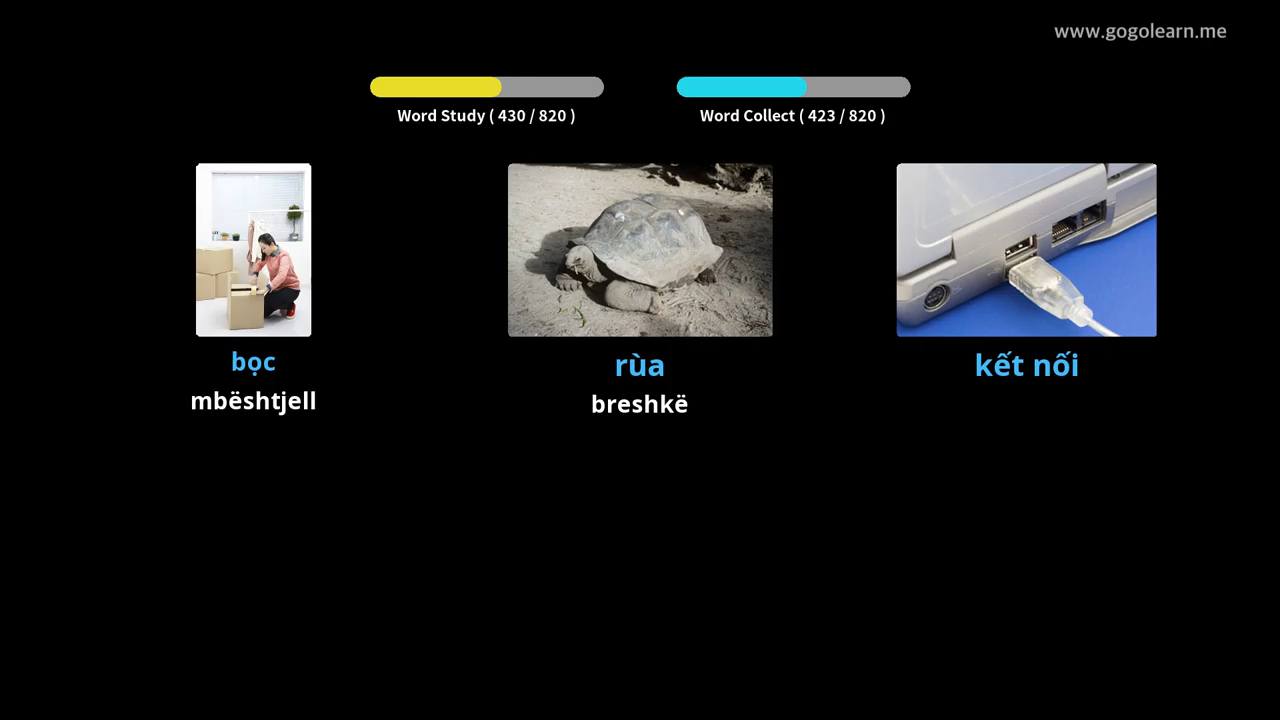 www.gogolearn.me
Word Study ( 430 / 820 )
Word Collect ( 423 / 820 )
bọc
mbështjell
rùa
breshkë
kết nối